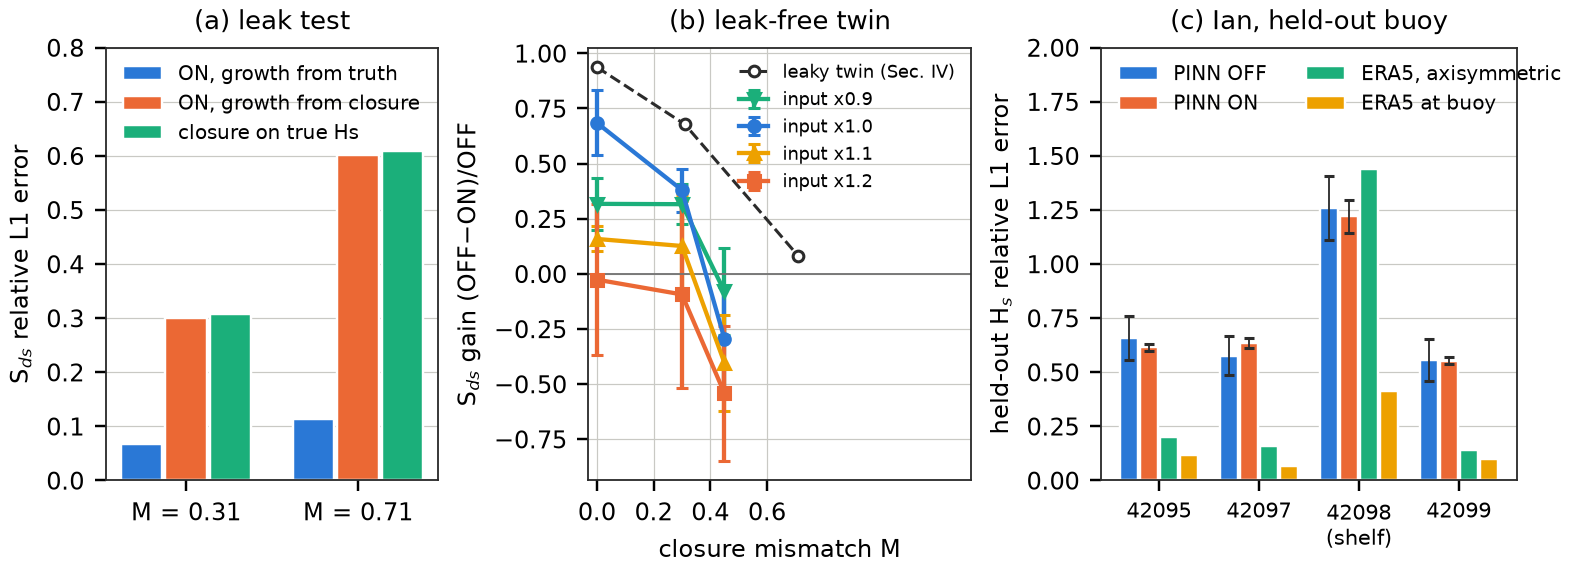 (a) leak test
S_ds relative L1 error
0.8
0.7
0.6
0.5
0.4
0.3
0.2
0.1
0.0
ON, growth from truth
ON, growth from closure
closure on true Hs
M = 0.31
M = 0.71
(b) leak-free twin
S_ds gain (OFF−ON)/OFF
1.00
0.75
0.50
0.25
0.00
−0.25
−0.50
−0.75
leaky twin (Sec. IV)
input x0.9
input x1.0
input x1.1
input x1.2
0.0 0.2 0.4 0.6
closure mismatch M
(c) Ian, held-out buoy
held-out H_s relative L1 error
2.00
1.75
1.50
1.25
1.00
0.75
0.50
0.25
0.00
PINN OFF
PINN ON
ERA5, axisymmetric
ERA5 at buoy
42095
42097
42098
(shelf)
42099